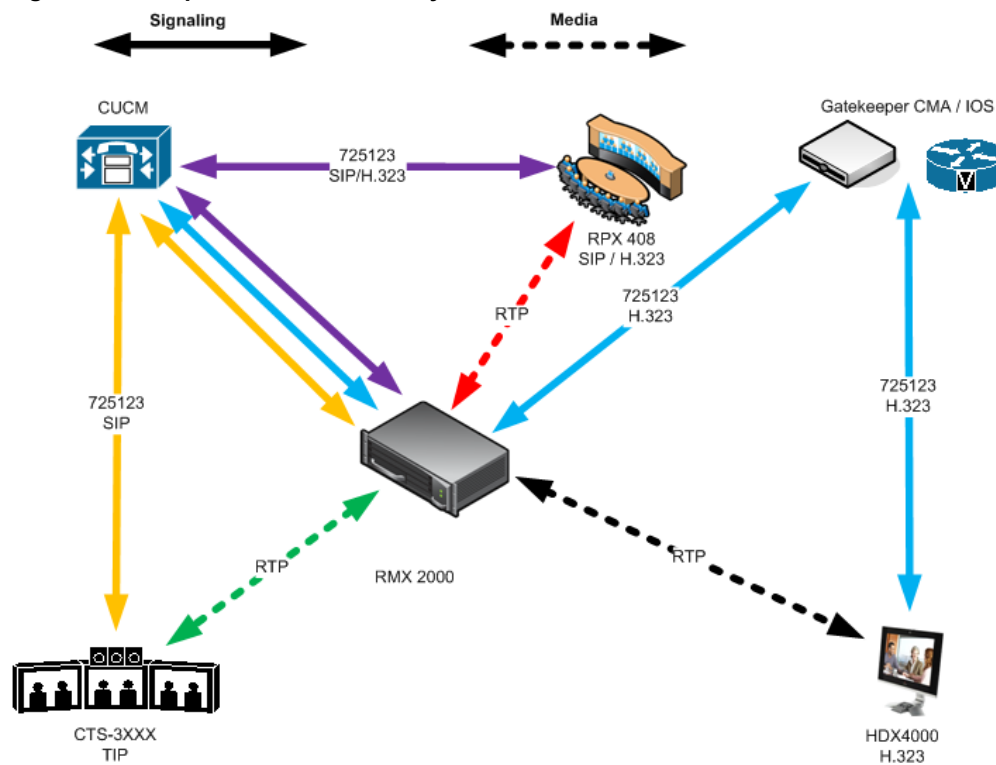 Signaling
Media
CUCM
Gatekeeper CMA / IOS
725123
SIP/H.323
V
RPX 408
SIP / H.323
725123
H.323
RTP
725123
SIP
725123
H.323
RTP
RTP
RMX 2000
CTS-3XXX
TIP
HDX4000
H.323